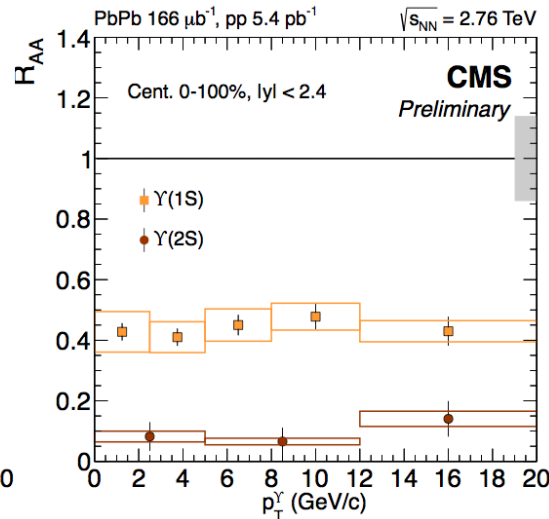 PbPb 166 μb⁻¹, pp 5.4 pb⁻¹ √s_NN = 2.76 TeV
R_AA
1.4
CMS
Cent. 0-100%, |y| < 2.4
Preliminary
1.2
1
ϒ(1S)
0.8
ϒ(2S)
0.6
0.4
0.2
0
0 0 2 4 6 8 10 12 14 16 18 20
p_T^ϒ (GeV/c)